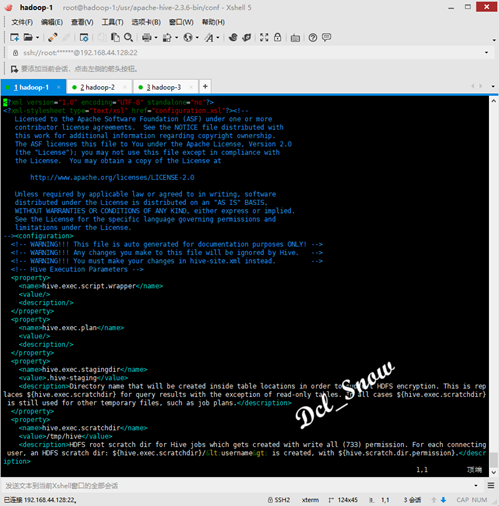 hadoop-1 root@hadoop-1:/usr/apache-hive-2.3.6-bin/conf - Xshell 5
文件(F) 编辑(E) 查看(V) 工具(T) 选项卡(B) 窗口(W) 帮助(H)
ssh://root:******@192.168.44.128:22
要添加当前会话，点击左侧的箭头按钮。
1 hadoop-1 2 hadoop-2 3 hadoop-3 +
<?xml version="1.0" encoding="UTF-8" standalone="no"?>
<?xml-stylesheet type="text/xsl" href="configuration.xsl"?><!--
Licensed to the Apache Software Foundation (ASF) under one or more
contributor license agreements. See the NOTICE file distributed with
this work for additional information regarding copyright ownership.
The ASF licenses this file to You under the Apache License, Version 2.0
(the "License"); you may not use this file except in compliance with
the License. You may obtain a copy of the License at
http://www.apache.org/licenses/LICENSE-2.0
Unless required by applicable law or agreed to in writing, software
distributed under the License is distributed on an "AS IS" BASIS,
WITHOUT WARRANTIES OR CONDITIONS OF ANY KIND, either express or implied.
See the License for the specific language governing permissions and
limitations under the License.
--><configuration>
<!-- WARNING!!! This file is auto generated for documentation purposes ONLY! -->
<!-- WARNING!!! Any changes you make to this file will be ignored by Hive. -->
<!-- WARNING!!! You must make your changes in hive-site.xml instead. -->
<!-- Hive Execution Parameters -->
<property>
<name>hive.exec.script.wrapper</name>
<value/>
<description/>
</property>
<property>
<name>hive.exec.plan</name>
<value/>
<description/>
</property>
<property>
<name>hive.exec.stagingdir</name>
<value>.hive-staging</value>
<description>Directory name that will be created inside table locations in order to HDFS encryption. This is rep
laces ${hive.exec.scratchdir} for query results with the exception of read-only tables. all cases ${hive.exec.scratchdir}
is still used for other temporary files, such as job plans.</description>
</property>
<property>
<name>hive.exec.scratchdir</name>
<value>/tmp/hive</value>
<description>HDFS root scratch dir for Hive jobs which gets created with write all (733) permission. For each connecting
user, an HDFS scratch dir: ${hive.exec.scratchdir}/&lt;username&gt; is created, with ${hive.scratch.dir.permission}.</descr
iption>
1,1 顶端
Dcl_Snow
发送文本到当前Xshell窗口的全部会话
已连接 192.168.44.128:22。 SSH2 xterm 124x45 1,1 3 会话 CAP NUM